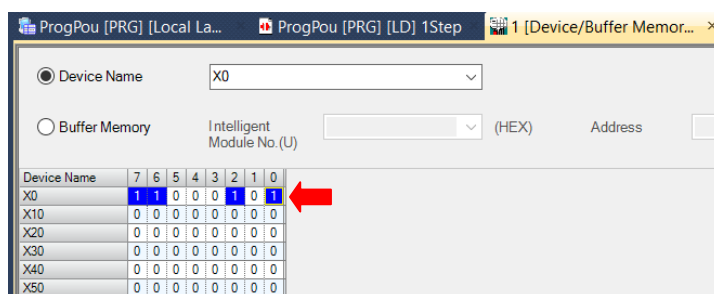 ProgPou [PRG] [Local La... ProgPou [PRG] [LD] 1Step 1 [Device/Buffer Memor... ×
Device Name X0
Buffer Memory Intelligent Module No.(U) (HEX) Address
Device Name 7 6 5 4 3 2 1 0
X0 1 1 0 0 0 1 0 1
X10 0 0 0 0 0 0 0 0
X20 0 0 0 0 0 0 0 0
X30 0 0 0 0 0 0 0 0
X40 0 0 0 0 0 0 0 0
X50 0 0 0 0 0 0 0 0